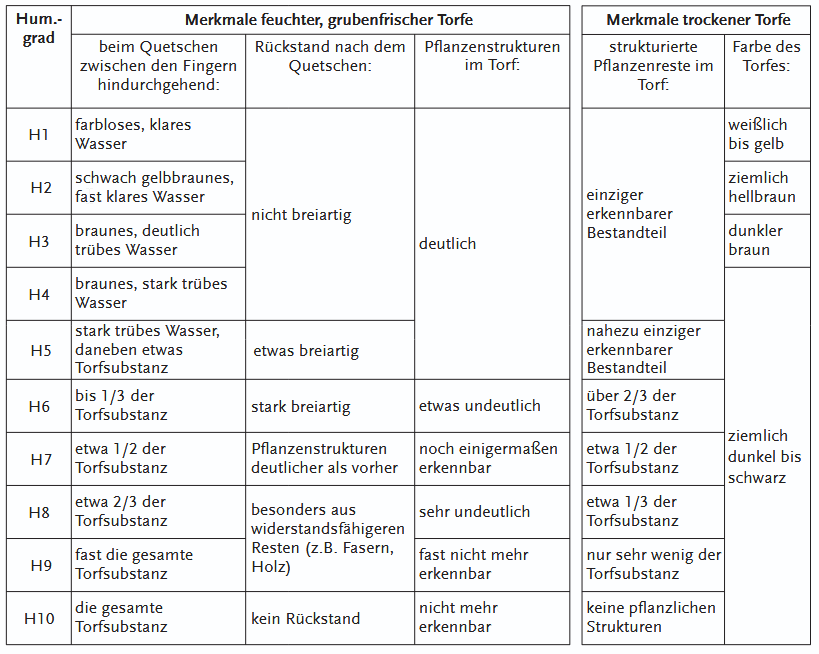 Hum.-
grad
Merkmale feuchter, grubenfrischer Torfe
Merkmale trockener Torfe
beim Quetschen
zwischen den Fingern
hindurchgehend:
Rückstand nach dem
Quetschen:
Pflanzenstrukturen
im Torf:
strukturierte
Pflanzenreste im
Torf:
Farbe des
Torfes:
H1
farbloses, klares
Wasser
nicht breiartig
deutlich
einziger
erkennbarer
Bestandteil
weißlich
bis gelb
H2
schwach gelbbraunes,
fast klares Wasser
ziemlich
hellbraun
H3
braunes, deutlich
trübes Wasser
dunkler
braun
H4
braunes, stark trübes
Wasser
ziemlich
dunkel bis
schwarz
H5
stark trübes Wasser,
daneben etwas
Torfsubstanz
etwas breiartig
nahezu einziger
erkennbarer
Bestandteil
H6
bis 1/3 der
Torfsubstanz
stark breiartig
etwas undeutlich
über 2/3 der
Torfsubstanz
H7
etwa 1/2 der
Torfsubstanz
Pflanzenstrukturen
deutlicher als vorher
noch einigermaßen
erkennbar
etwa 1/2 der
Torfsubstanz
H8
etwa 2/3 der
Torfsubstanz
besonders aus
widerstandsfähigeren
Resten (z.B. Fasern,
Holz)
sehr undeutlich
etwa 1/3 der
Torfsubstanz
H9
fast die gesamte
Torfsubstanz
fast nicht mehr
erkennbar
nur sehr wenig der
Torfsubstanz
H10
die gesamte
Torfsubstanz
kein Rückstand
nicht mehr
erkennbar
keine pflanzlichen
Strukturen